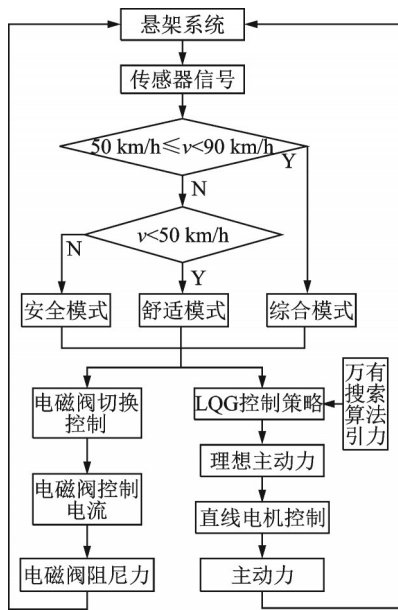 悬架系统
传感器信号
50 km/h≤v<90 km/h
Y
N
v<50 km/h
N
Y
安全模式
舒适模式
综合模式
电磁阀切换
控制
LQG控制策略
万有
搜索
算法
引力
理想主动力
电磁阀控制
电流
直线电机控制
电磁阀阻尼力
主动力